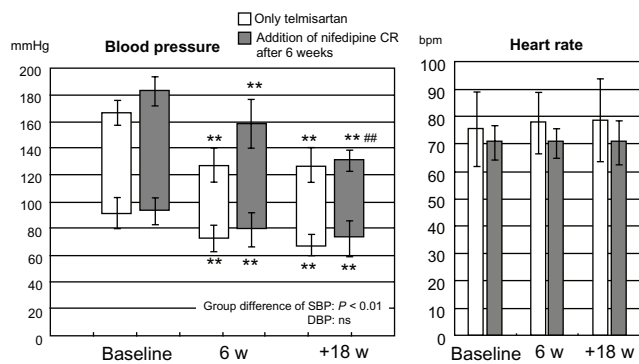 Only telmisartan
Addition of nifedipine CR
after 6 weeks
mmHg
Blood pressure
200
180
160
140
120
100
80
60
40
20
0
**
**
**
** ##
**
**
**
**
Group difference of SBP: P < 0.01
DBP: ns
Baseline
6 w
+18 w
bpm
Heart rate
100
90
80
70
60
50
40
30
20
10
0
Baseline
6 w
+18 w